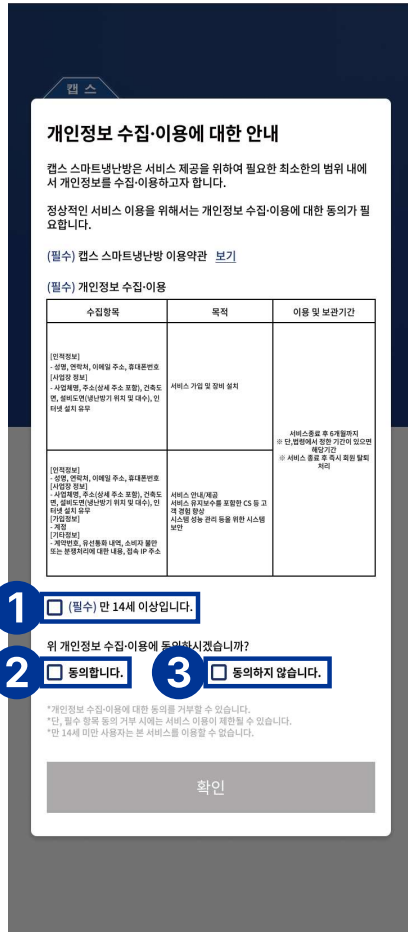 캡스
개인정보 수집·이용에 대한 안내
캡스 스마트냉난방은 서비스 제공을 위하여 필요한 최소한의 범위 내에
서 개인정보를 수집·이용하고자 합니다.
정상적인 서비스 이용을 위해서는 개인정보 수집·이용에 대한 동의가 필
요합니다.
(필수) 캡스 스마트냉난방 이용약관 보기
(필수) 개인정보 수집·이용
수집항목 목적 이용 및 보관기간
[인적정보]
- 성명, 연락처, 이메일 주소, 휴대폰번호
[사업장 정보]
- 사업체명, 주소(상세 주소 포함), 건축도
면, 설비도면(냉난방기 위치 및 대수), 인
터넷 설치 유무
서비스 가입 및 장비 설치
서비스종료 후 6개월까지
※ 단,법령에서 정한 기간이 있으면
해당기간
※ 서비스 종료 후 즉시 회원 탈퇴
처리
[인적정보]
- 성명, 연락처, 이메일 주소, 휴대폰번호
[사업장 정보]
- 사업체명, 주소(상세 주소 포함), 건축도
면, 설비도면(냉난방기 위치 및 대수), 인
터넷 설치 유무
[가입정보]
- 계정
[기타정보]
- 계약번호, 유선통화 내역, 소비자 불만
또는 분쟁처리에 대한 내용, 접속 IP 주소
서비스 안내/제공
서비스 유지보수를 포함한 CS 등 고
객 경험 향상
시스템 성능 관리 등을 위한 시스템
보안
1 (필수) 만 14세 이상입니다.
위 개인정보 수집·이용에 동의하시겠습니까?
2 동의합니다. 3 동의하지 않습니다.
*개인정보 수집·이용에 대한 동의를 거부할 수 있습니다.
*단, 필수 항목 동의 거부 시에는 서비스 이용이 제한될 수 있습니다.
*만 14세 미만 사용자는 본 서비스를 이용할 수 없습니다.
확인